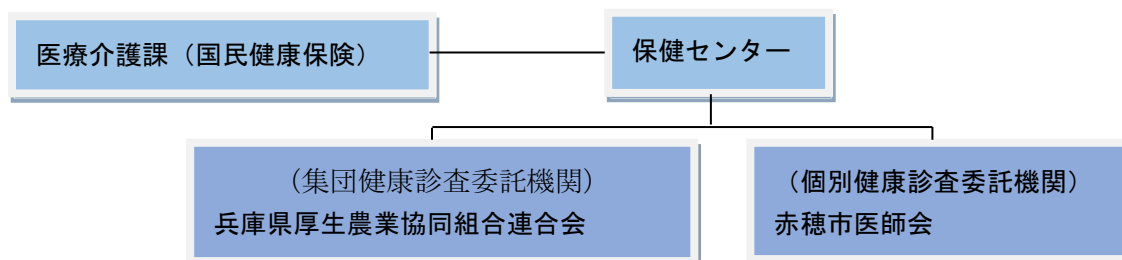 医療介護課（国民健康保険）
保健センター
（集団健康診査委託機関）
兵庫県厚生農業協同組合連合会
（個別健康診査委託機関）
赤穂市医師会